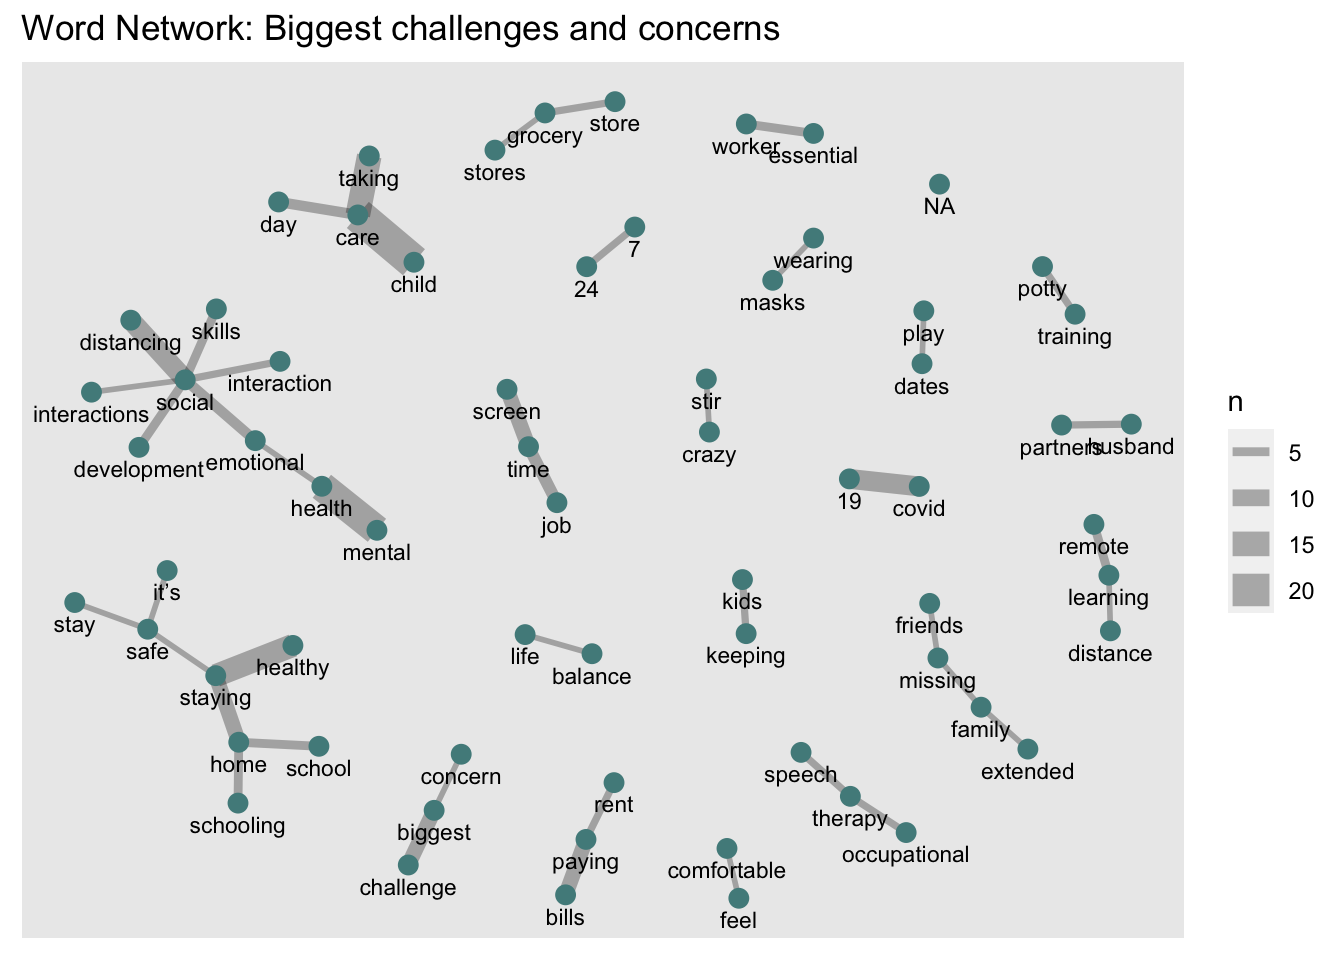 Word Network: Biggest challenges and concerns
store
grocery
stores
worker
essential
taking
NA
day
care
7
wearing
child
24
masks
potty
skills
training
distancing
play
interaction
dates
interactions
social
screen
stir
partners
husband
development
emotional
time
crazy
health
19
covid
job
mental
remote
it's
learning
stay
kids
friends
safe
keeping
distance
healthy
life
staying
balance
missing
family
home
school
concern
speech
extended
schooling
biggest
rent
therapy
challenge
paying
comfortable
occupational
bills
feel
n
5
10
15
20